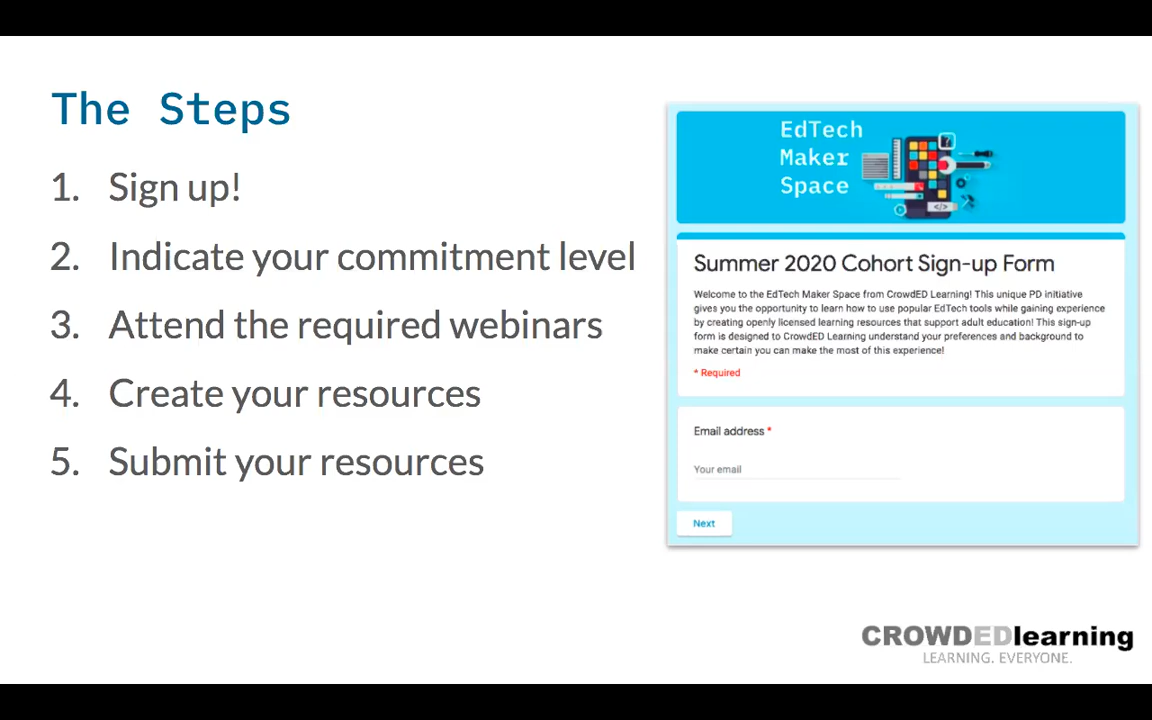 The Steps
1. Sign up!
2. Indicate your commitment level
3. Attend the required webinars
4. Create your resources
5. Submit your resources
EdTech
Maker
Space
?
</>
Summer 2020 Cohort Sign-up Form
Welcome to the EdTech Maker Space from CrowdED Learning! This unique PD initiative
gives you the opportunity to learn how to use popular EdTech tools while gaining experience
by creating openly licensed learning resources that support adult education! This sign-up
form is designed to CrowdED Learning understand your preferences and background to
make certain you can make the most of this experience!
* Required
Email address *
Your email
Next
CROWDEDlearning
LEARNING. EVERYONE.